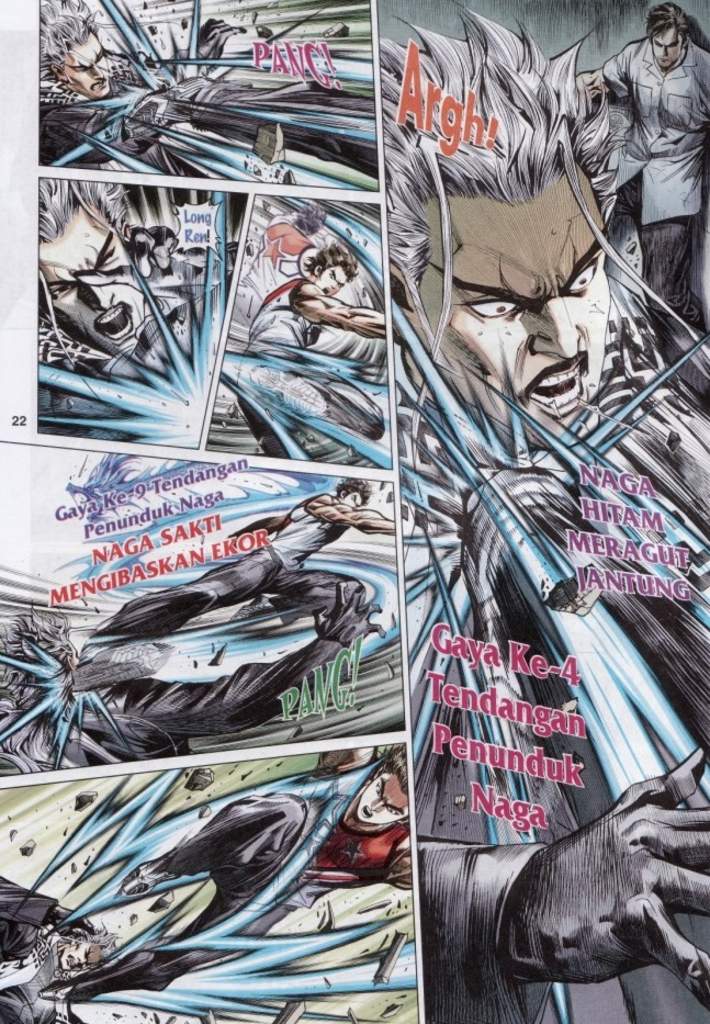 PANG!
Long
Ren!
22
Gaya Ke-9 Tendangan
Penunduk Naga
NAGA SAKTI
MENGIBASKAN EKOR
PANG!
Argh!
NAGA
HITAM
MERAGUT
JANTUNG
Gaya Ke-4
Tendangan
Penunduk
Naga